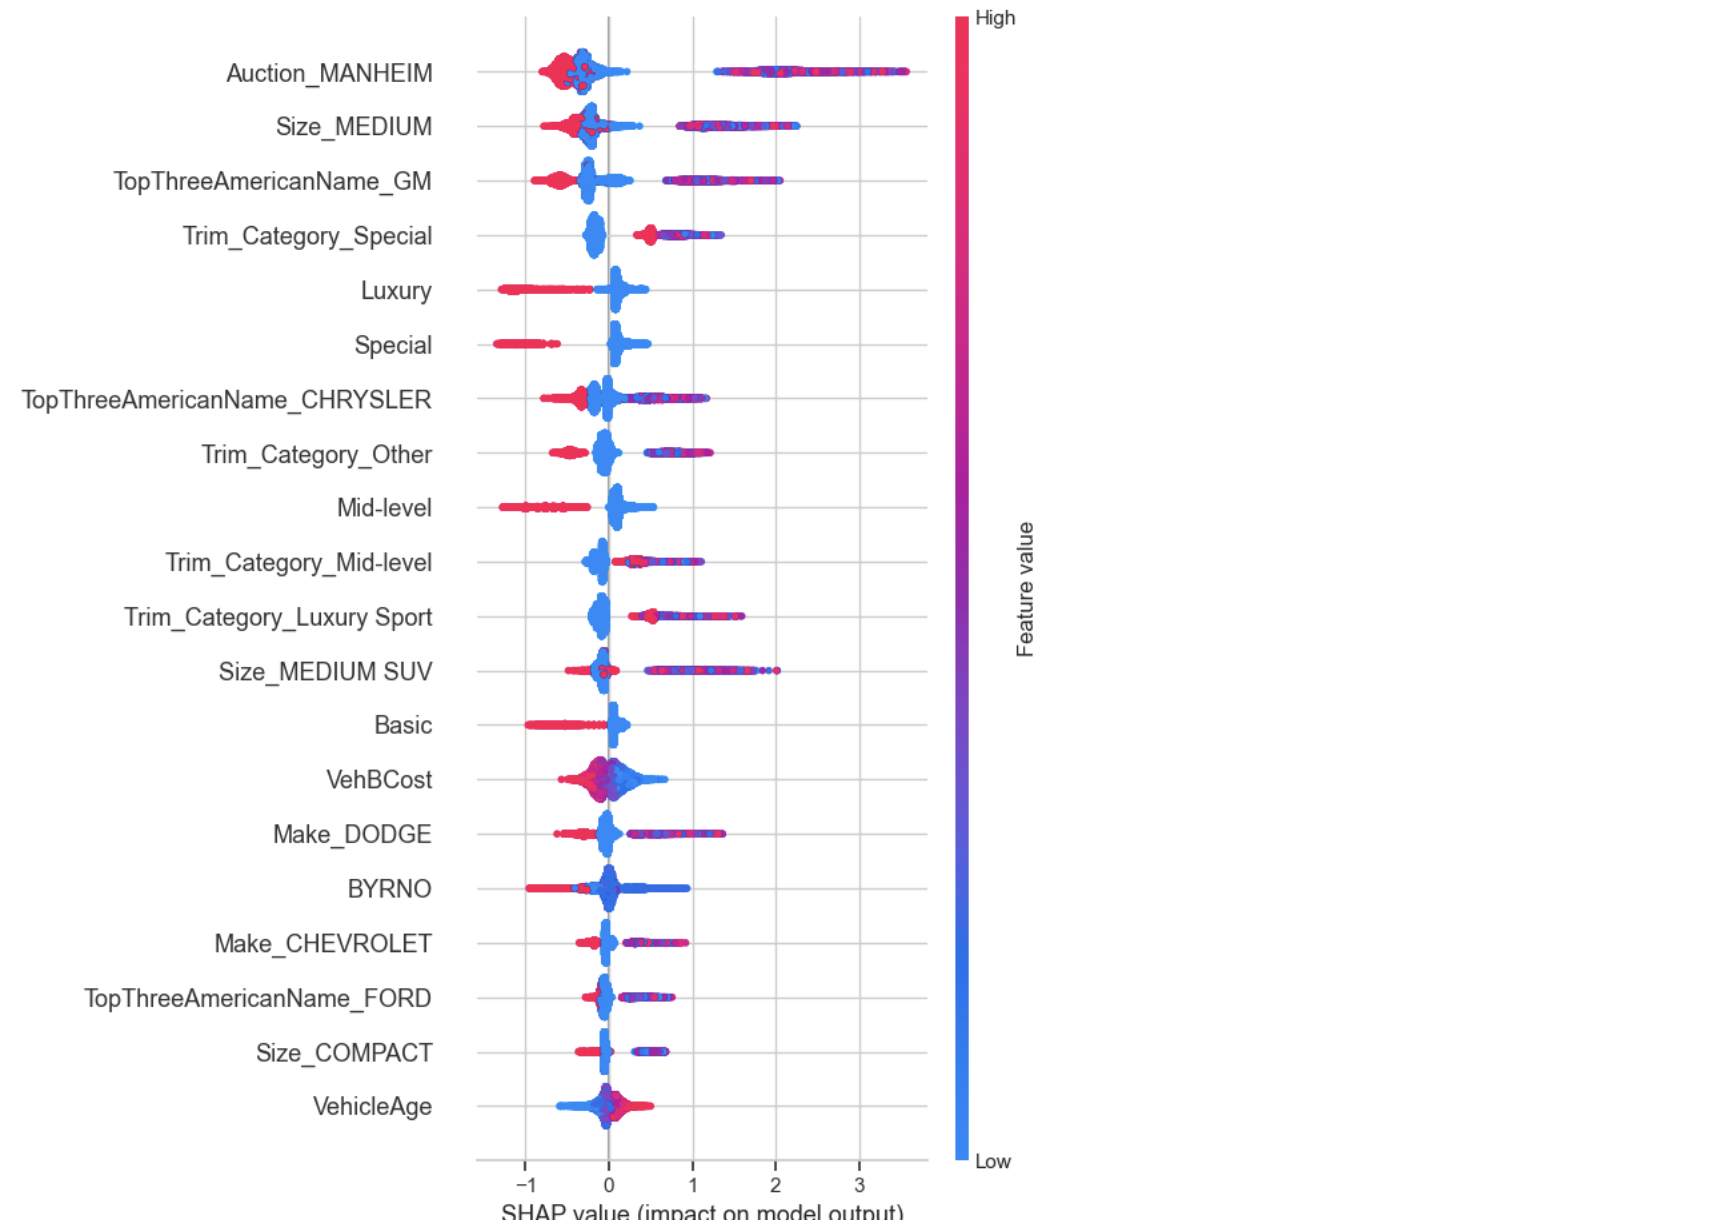 High
Auction_MANHEIM
Size_MEDIUM
TopThreeAmericanName_GM
Trim_Category_Special
Luxury
Special
TopThreeAmericanName_CHRYSLER
Trim_Category_Other
Mid-level
Trim_Category_Mid-level
Trim_Category_Luxury Sport
Size_MEDIUM SUV
Basic
VehBCost
Make_DODGE
BYRNO
Make_CHEVROLET
TopThreeAmericanName_FORD
Size_COMPACT
VehicleAge
Feature value
Low
−1 0 1 2 3
SHAP value (impact on model output)